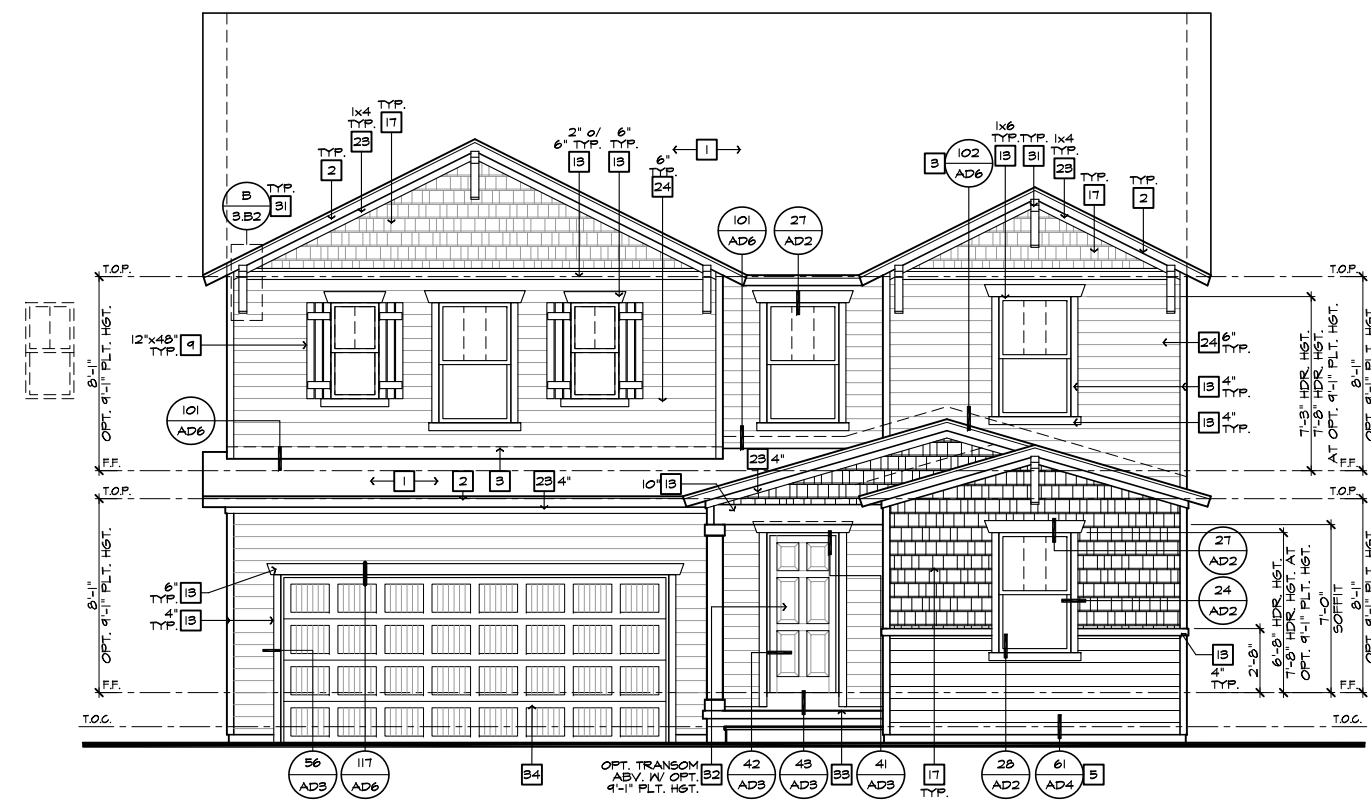 TYP.
1x4
TYP.
17
TYP.
23
TYP.
2
B
3.B2
TYP.
31
2" o/
6" TYP.
13
6"
TYP.
13
6"
24
1
3
102
AD6
1x6
TYP.
13
TYP.
31
1x4
TYP.
23
TYP.
17
TYP.
2
101
AD6
27
AD2
T.O.P.
T.O.P.
8'-1"
OPT. 9'-1" PLT. HGT.
12"x48"
TYP.
9
101
AD6
F.F.
24
6"
TYP.
13
4"
TYP.
13
4"
TYP.
7'-3" HDR. HGT.
7'-8" HDR. HGT.
AT OPT. 9'-1" PLT. HGT.
8'-1"
OPT. 9'-1" PLT. HGT.
F.F.
1
2
3
23
4"
23
4"
10"
13
T.O.P.
T.O.P.
8'-1"
OPT. 9'-1" PLT. HGT.
6"
TYP.
13
4"
TYP.
13
F.F.
T.O.C.
27
AD2
24
AD2
13
4"
TYP.
2'-8"
6'-8" HDR. HGT.
7'-8" HDR. HGT. AT
OPT. 9'-1" PLT. HGT.
7'-0"
SOFFIT
8'-1"
OPT. 9'-1" PLT. HGT.
F.F.
T.O.C.
56
AD3
117
AD6
34
OPT. TRANSOM
ABV. W/ OPT.
9'-1" PLT. HGT.
32
42
AD3
43
AD3
33
41
AD3
17
TYP.
28
AD2
61
AD4
5